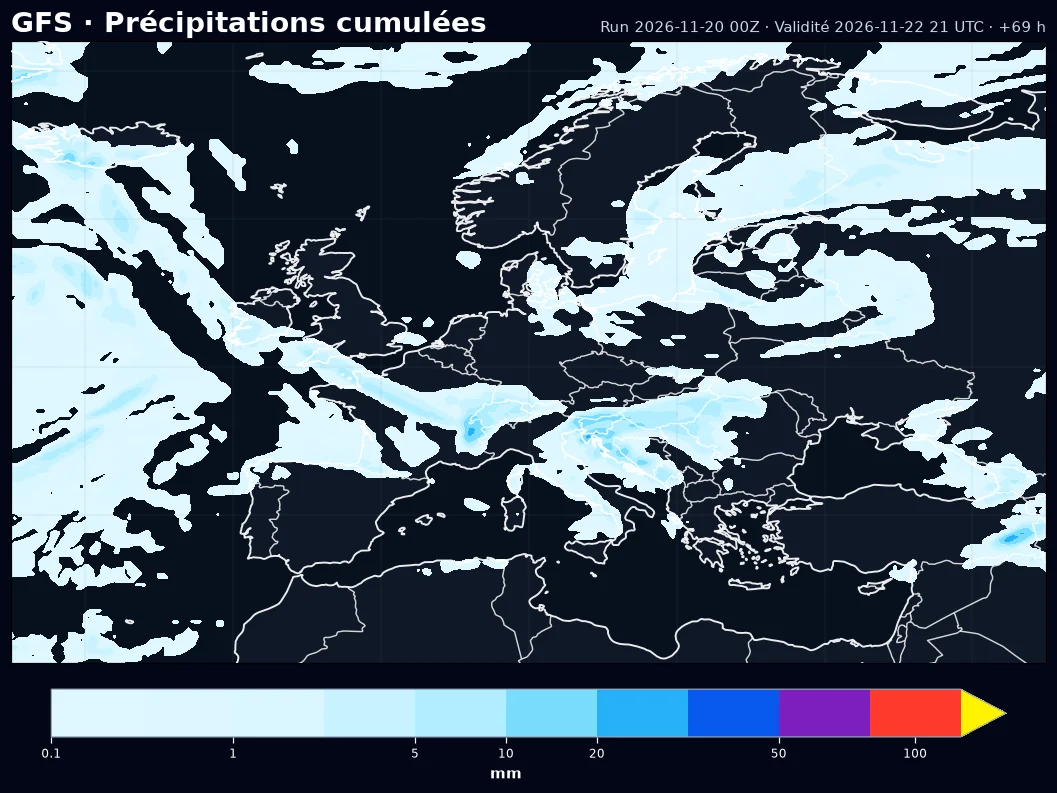 GFS · Précipitations cumulées
Run 2026-11-20 00Z · Validité 2026-11-22 21 UTC · +69 h
0.1 1 5 10 20 50 100
mm